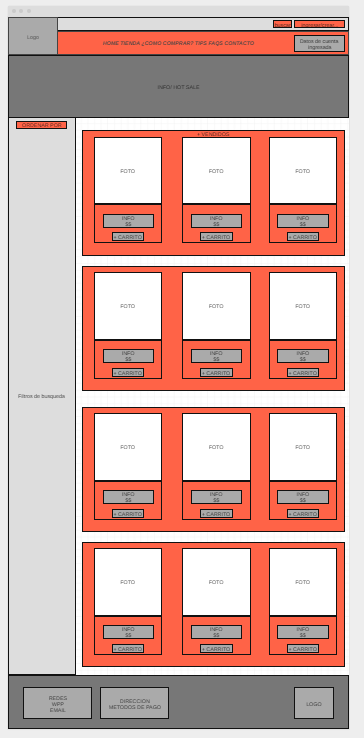 Logo
HOME TIENDA ¿COMO COMPRAR? TIPS FAQS CONTACTO
Datos de cuenta
ingresada
INFO/ HOT SALE
ORDENAR POR
Filtros de busqueda
+ VENDIDOS
FOTO FOTO FOTO
INFO INFO INFO
$$ $$ $$
+ CARRITO + CARRITO + CARRITO
FOTO FOTO FOTO
INFO INFO INFO
$$ $$ $$
+ CARRITO + CARRITO + CARRITO
FOTO FOTO FOTO
INFO INFO INFO
$$ $$ $$
+ CARRITO + CARRITO + CARRITO
FOTO FOTO FOTO
INFO INFO INFO
$$ $$ $$
+ CARRITO + CARRITO + CARRITO
REDES
WPP
EMAIL
DIRECCION
METODOS DE PAGO
LOGO